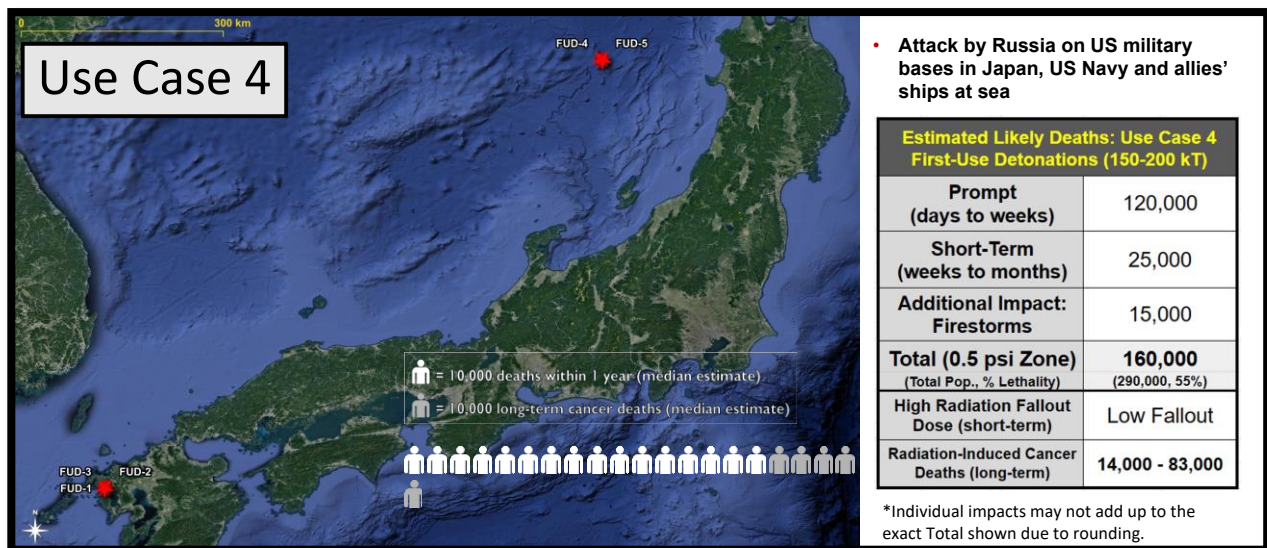 0 300 km
Use Case 4
FUD-4 FUD-5
= 10,000 deaths within 1 year (median estimate)
= 10,000 long-term cancer deaths (median estimate)
FUD-3 FUD-2
FUD-1
N
• Attack by Russia on US military
bases in Japan, US Navy and allies’
ships at sea
Estimated Likely Deaths: Use Case 4
First-Use Detonations (150-200 kT)
Prompt
(days to weeks)
120,000
Short-Term
(weeks to months)
25,000
Additional Impact:
Firestorms
15,000
Total (0.5 psi Zone)
(Total Pop., % Lethality)
160,000
(290,000, 55%)
High Radiation Fallout
Dose (short-term)
Low Fallout
Radiation-Induced Cancer
Deaths (long-term)
14,000 - 83,000
*Individual impacts may not add up to the
exact Total shown due to rounding.